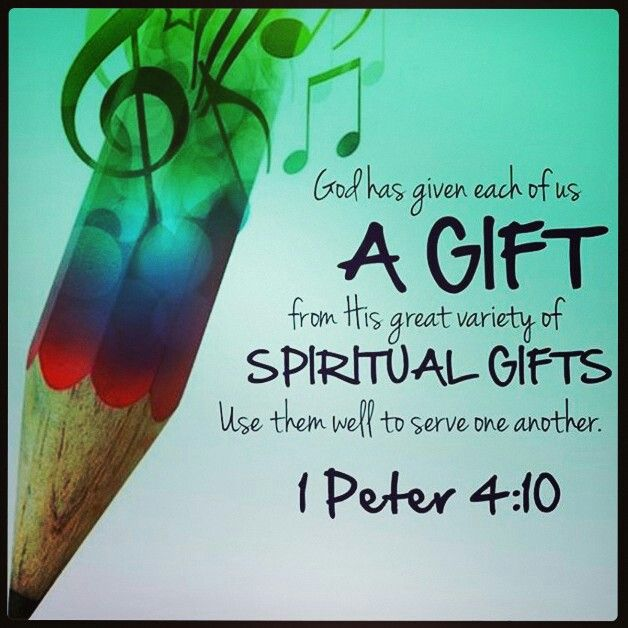 God has given each of us
A GIFT
from His great variety of
SPIRITUAL GIFTS
Use them well to serve one another.
1 Peter 4:10